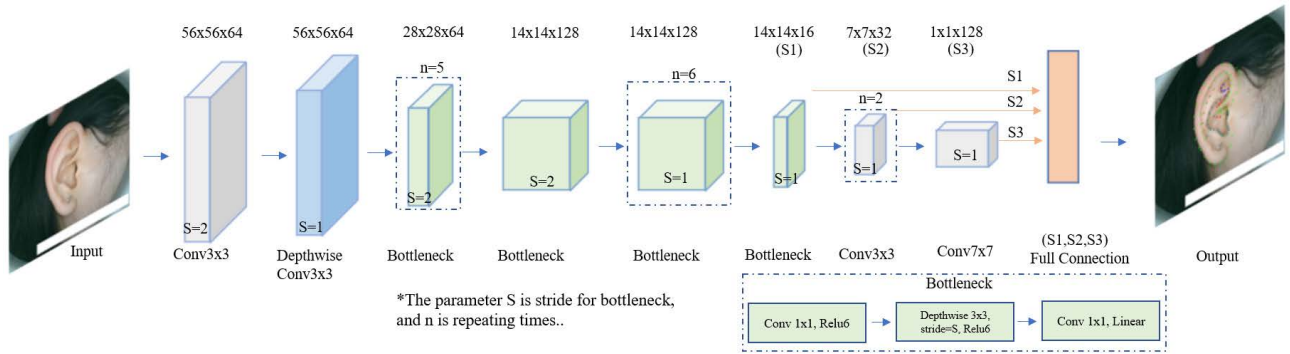 56x56x64
56x56x64
28x28x64
14x14x128
14x14x128
14x14x16
(S1)
7x7x32
(S2)
1x1x128
(S3)
n=5
n=6
n=2
S1
S2
S3
S=2
S=1
S=2
S=2
S=1
S=1
S=1
S=1
Input
Conv3x3
Depthwise
Conv3x3
Bottleneck
Bottleneck
Bottleneck
Bottleneck
Conv3x3
Conv7x7
(S1,S2,S3)
Full Connection
Output
*The parameter S is stride for bottleneck,
and n is repeating times..
Bottleneck
Conv 1x1, Relu6
Depthwise 3x3,
stride=S, Relu6
Conv 1x1, Linear